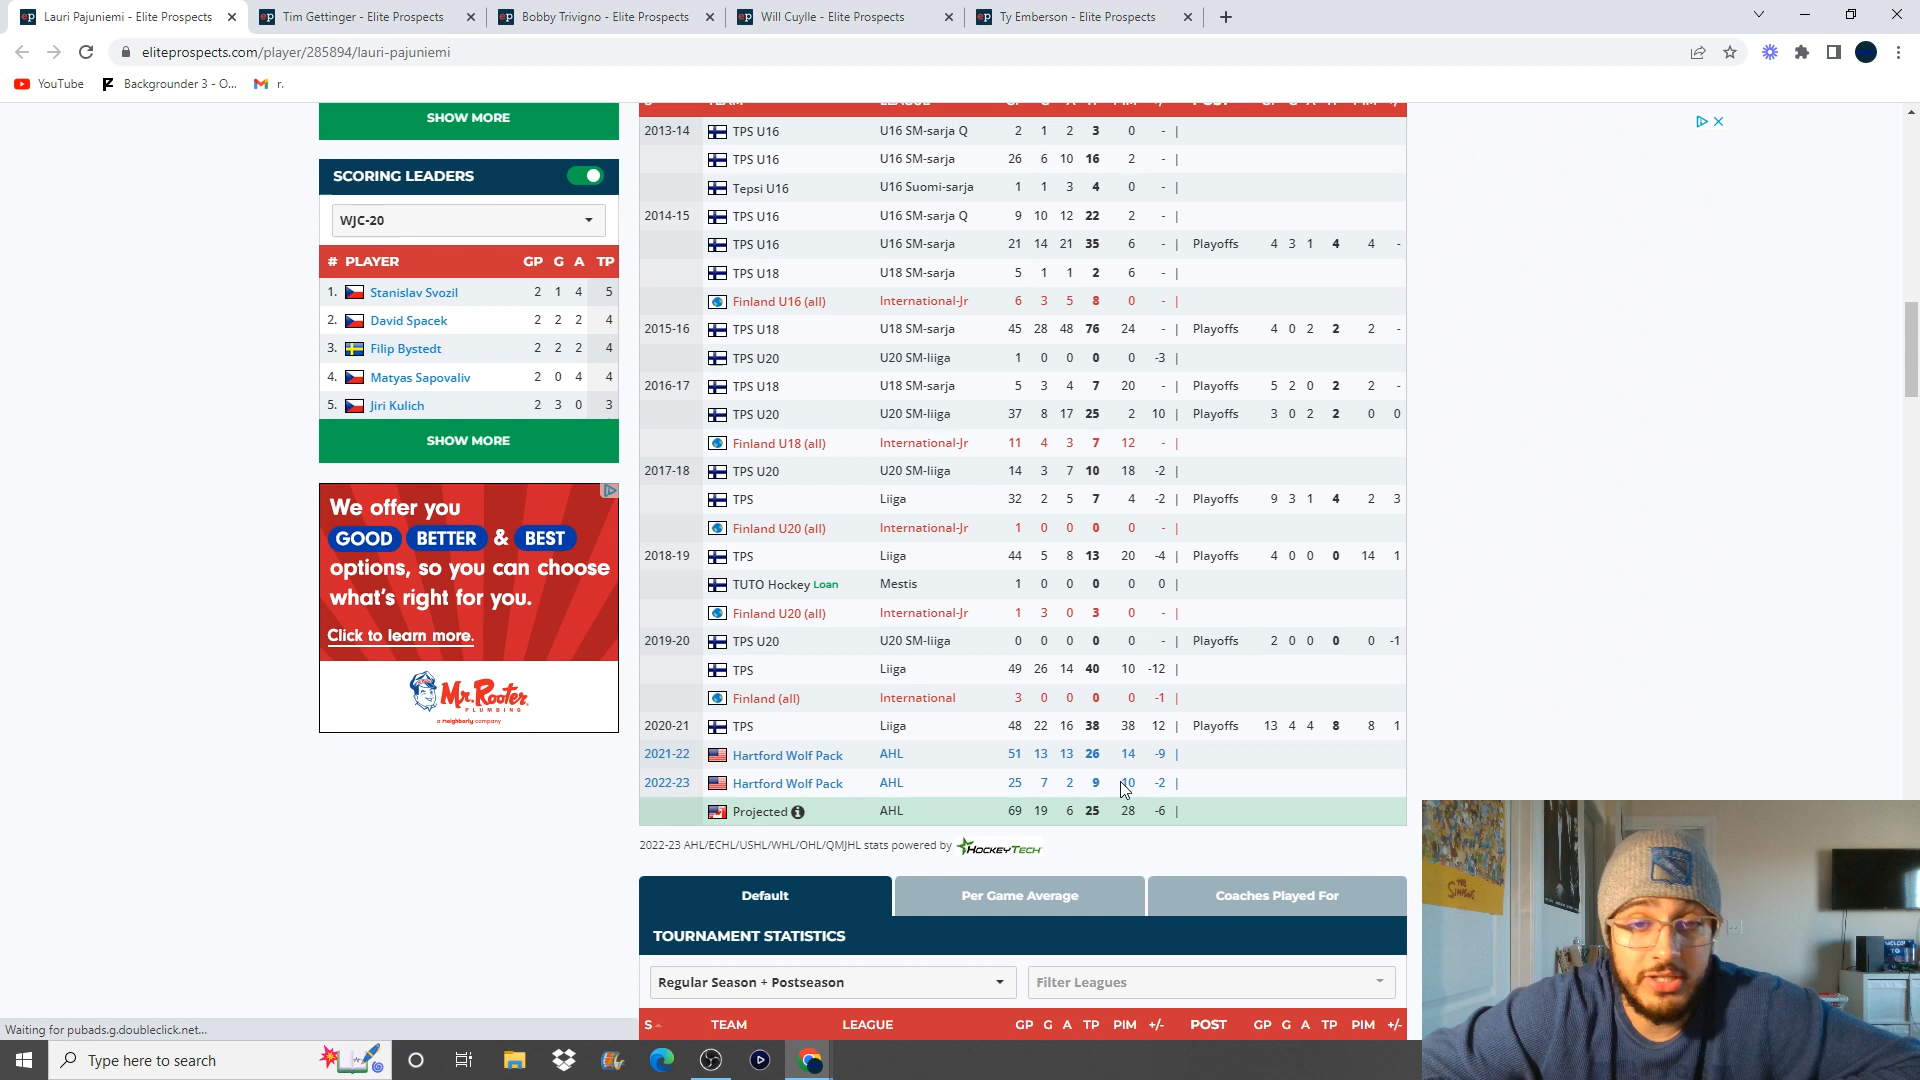 Lauri Pajuniemi - Elite Prospects
Tim Gettinger - Elite Prospects
Bobby Trivigno - Elite Prospects
Will Cuylle - Elite Prospects
Ty Emberson - Elite Prospects
eliteprospects.com/player/285894/lauri-pajuniemi
YouTube
Backgrounder 3 - O...
r.
SHOW MORE
SCORING LEADERS
WJC-20
# PLAYER GP G A TP
1. Stanislav Svozil 2 1 4 5
2. David Spacek 2 2 2 4
3. Filip Bystedt 2 2 2 4
4. Matyas Sapovaliv 2 0 4 4
5. Jiri Kulich 2 3 0 3
SHOW MORE
We offer you
GOOD BETTER & BEST
options, so you can choose
what's right for you.
Click to learn more.
Mr. Rooter
PLUMBING
a neighborly company
2013-14 TPS U16 U16 SM-sarja Q 2 1 2 3 0 - |
TPS U16 U16 SM-sarja 26 6 10 16 2 - |
Tepsi U16 U16 Suomi-sarja 1 1 3 4 0 - |
2014-15 TPS U16 U16 SM-sarja Q 9 10 12 22 2 - |
TPS U16 U16 SM-sarja 21 14 21 35 6 - | Playoffs 4 3 1 4 4 -
TPS U18 U18 SM-sarja 5 1 1 2 6 - |
Finland U16 (all) International-Jr 6 3 5 8 0 - |
2015-16 TPS U18 U18 SM-sarja 45 28 48 76 24 - | Playoffs 4 0 2 2 2 -
TPS U20 U20 SM-liiga 1 0 0 0 0 -3 |
2016-17 TPS U18 U18 SM-sarja 5 3 4 7 20 - | Playoffs 5 2 0 2 2 -
TPS U20 U20 SM-liiga 37 8 17 25 2 10 | Playoffs 3 0 2 2 0 0
Finland U18 (all) International-Jr 11 4 3 7 12 - |
2017-18 TPS U20 U20 SM-liiga 14 3 7 10 18 -2 |
TPS Liiga 32 2 5 7 4 -2 | Playoffs 9 3 1 4 2 3
Finland U20 (all) International-Jr 1 0 0 0 0 - |
2018-19 TPS Liiga 44 5 8 13 20 -4 | Playoffs 4 0 0 0 14 1
TUTO Hockey Loan Mestis 1 0 0 0 0 0 |
Finland U20 (all) International-Jr 1 3 0 3 0 - |
2019-20 TPS U20 U20 SM-liiga 0 0 0 0 0 - | Playoffs 2 0 0 0 0 -1
TPS Liiga 49 26 14 40 10 -12 |
Finland (all) International 3 0 0 0 0 -1 |
2020-21 TPS Liiga 48 22 16 38 38 12 | Playoffs 13 4 4 8 8 1
2021-22 Hartford Wolf Pack AHL 51 13 13 26 14 -9 |
2022-23 Hartford Wolf Pack AHL 25 7 2 9 10 -2 |
Projected AHL 69 19 6 25 28 -6 |
2022-23 AHL/ECHL/USHL/WHL/OHL/QMJHL stats powered by HOCKEYTECH
Default
Per Game Average
Coaches Played For
TOURNAMENT STATISTICS
Regular Season + Postseason
Filter Leagues
S TEAM LEAGUE GP G A TP PIM +/- POST GP G A TP PIM +/-
Waiting for pubads.g.doubleclick.net...
Type here to search